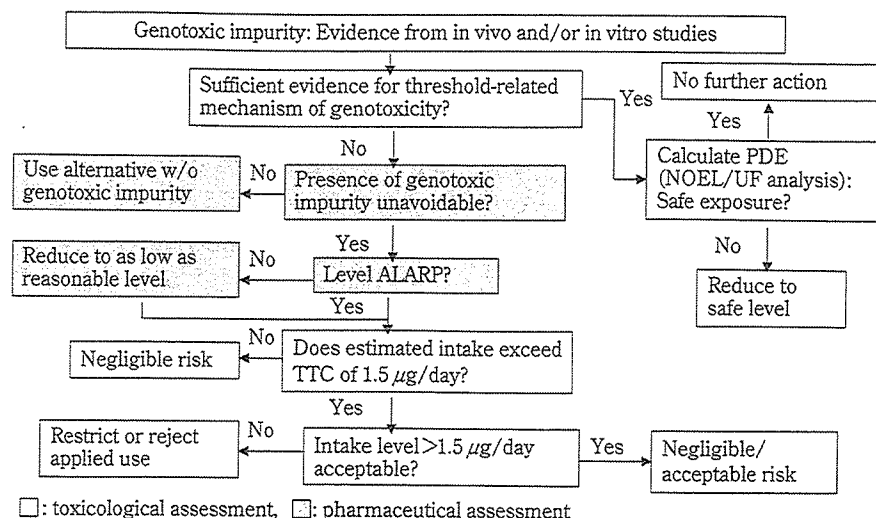 Genotoxic impurity: Evidence from in vivo and/or in vitro studies
Sufficient evidence for threshold-related
mechanism of genotoxicity?
Yes
No further action
Yes
No
Calculate PDE
(NOEL/UF analysis):
Safe exposure?
Use alternative w/o
genotoxic impurity
No
Presence of genotoxic
impurity unavoidable?
Yes
No
Reduce to
safe level
Reduce to as low as
reasonable level
No
Level ALARP?
Yes
Negligible risk
No
Does estimated intake exceed
TTC of 1.5 μg/day?
Yes
Restrict or reject
applied use
No
Intake level>1.5 μg/day
acceptable?
Yes
Negligible/
acceptable risk
□: toxicological assessment, □: pharmaceutical assessment